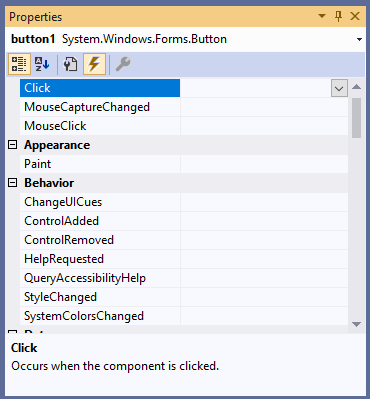 Properties
button1 System.Windows.Forms.Button
Click
MouseCaptureChanged
MouseClick
Appearance
Paint
Behavior
ChangeUICues
ControlAdded
ControlRemoved
HelpRequested
QueryAccessibilityHelp
StyleChanged
SystemColorsChanged
Click
Occurs when the component is clicked.